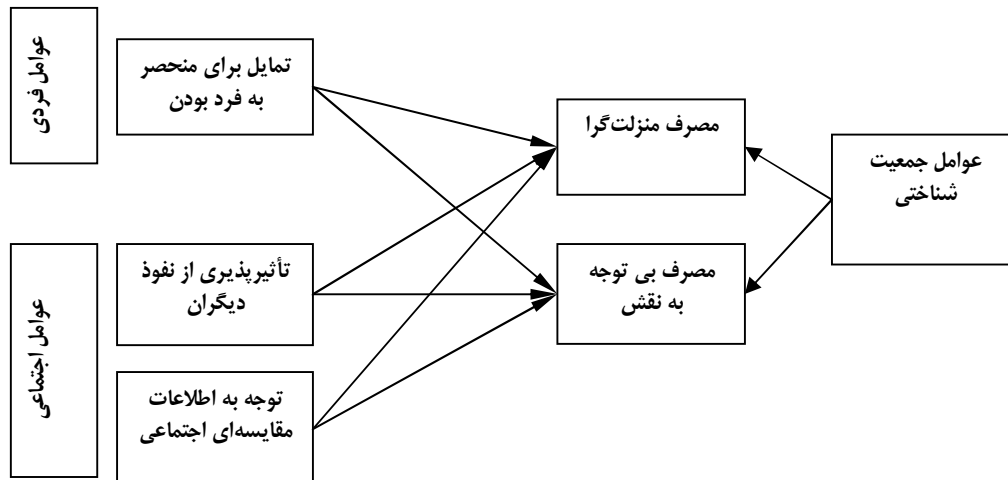 عوامل فردی
تمایل برای منحصر
به فرد بودن
مصرف منزلت‌گرا
عوامل جمعیت
شناختی
عوامل اجتماعی
تأثیرپذیری از نفوذ
دیگران
مصرف بی توجه
به نقش
توجه به اطلاعات
مقایسه‌ای اجتماعی